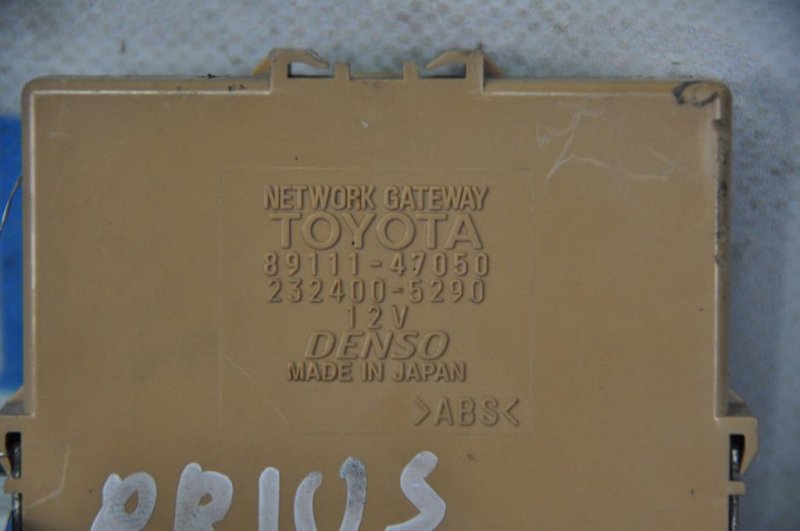 NETWORK GATEWAY
TOYOTA
89111-47050
232400-5290
12V
DENSO
MADE IN JAPAN
>ABS<
PRIUS